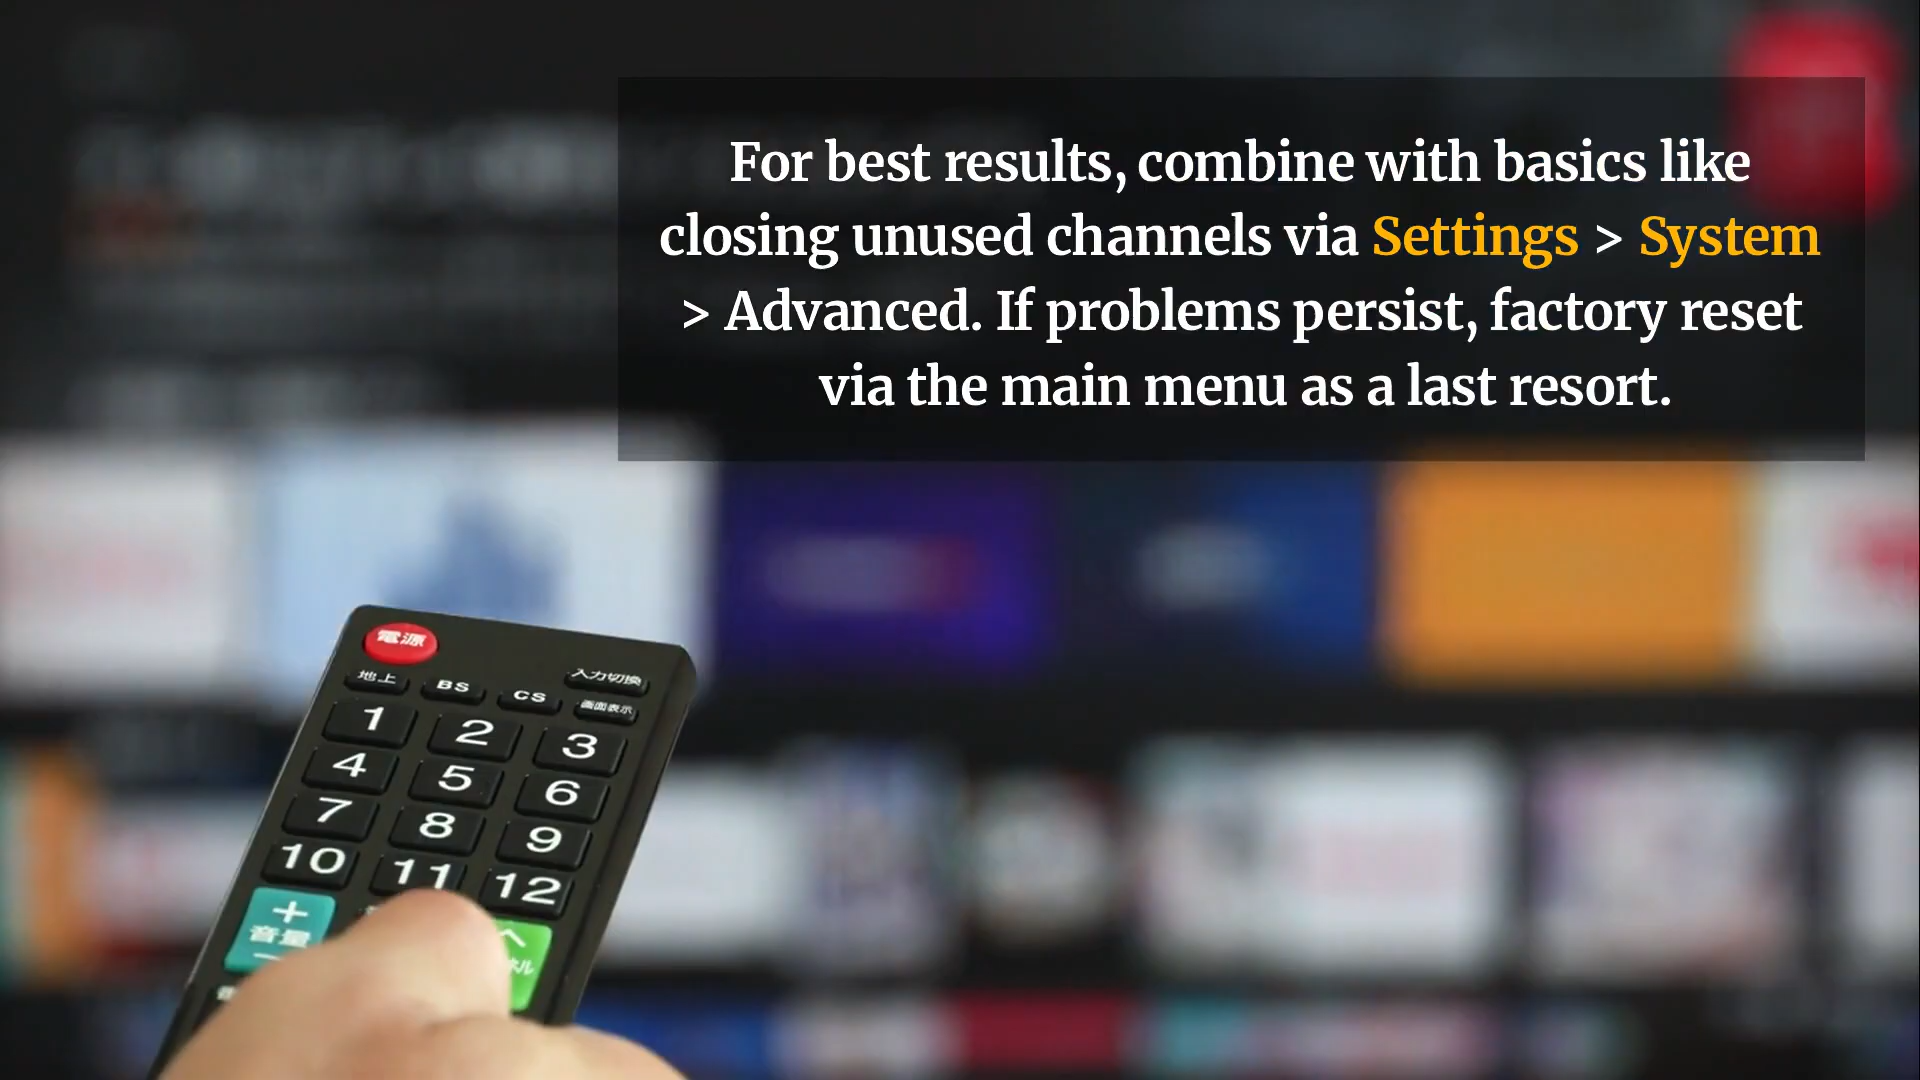 For best results, combine with basics like
closing unused channels via Settings > System
> Advanced. If problems persist, factory reset
via the main menu as a last resort.
電源
地上 BS CS 入力切換
画面表示
1 2 3
4 5 6
7 8 9
10 11 12
+
音量
-